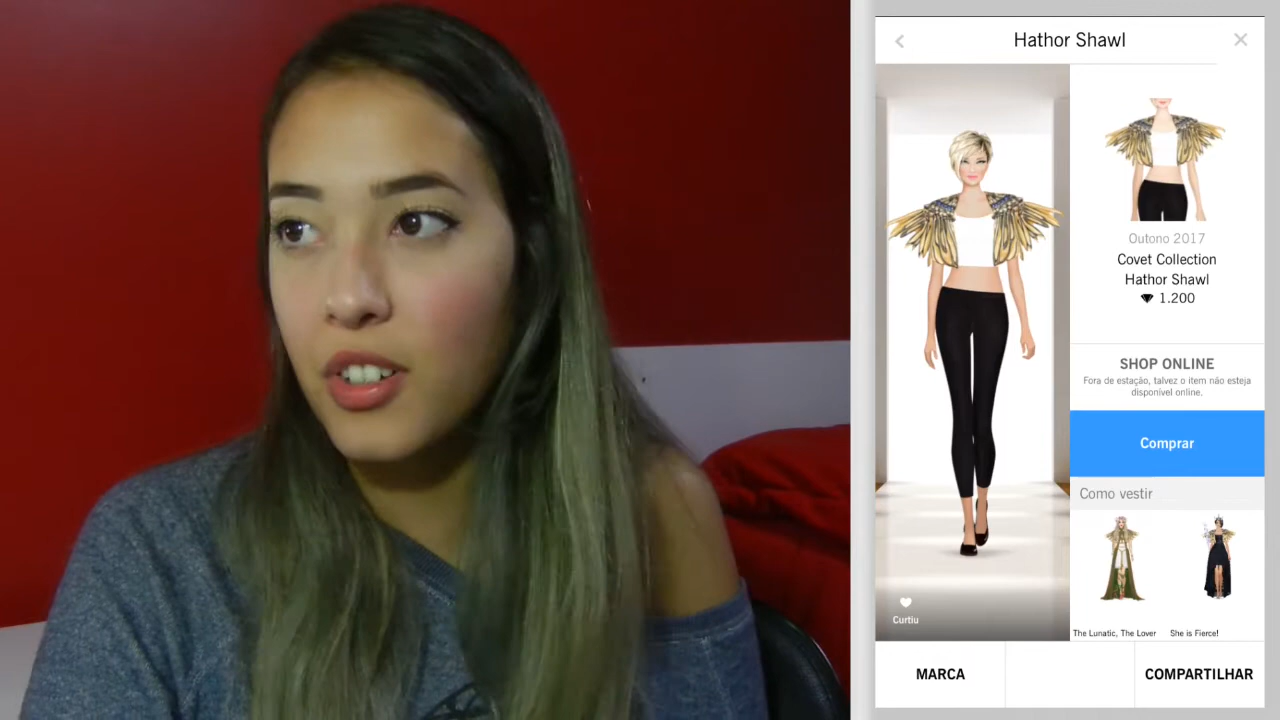 Hathor Shawl
Outono 2017
Covet Collection
Hathor Shawl
1.200
SHOP ONLINE
Fora de estação, talvez o item não esteja
disponível online.
Comprar
Como vestir
Curtiu
The Lunatic, The Lover
She is Fierce!
MARCA
COMPARTILHAR